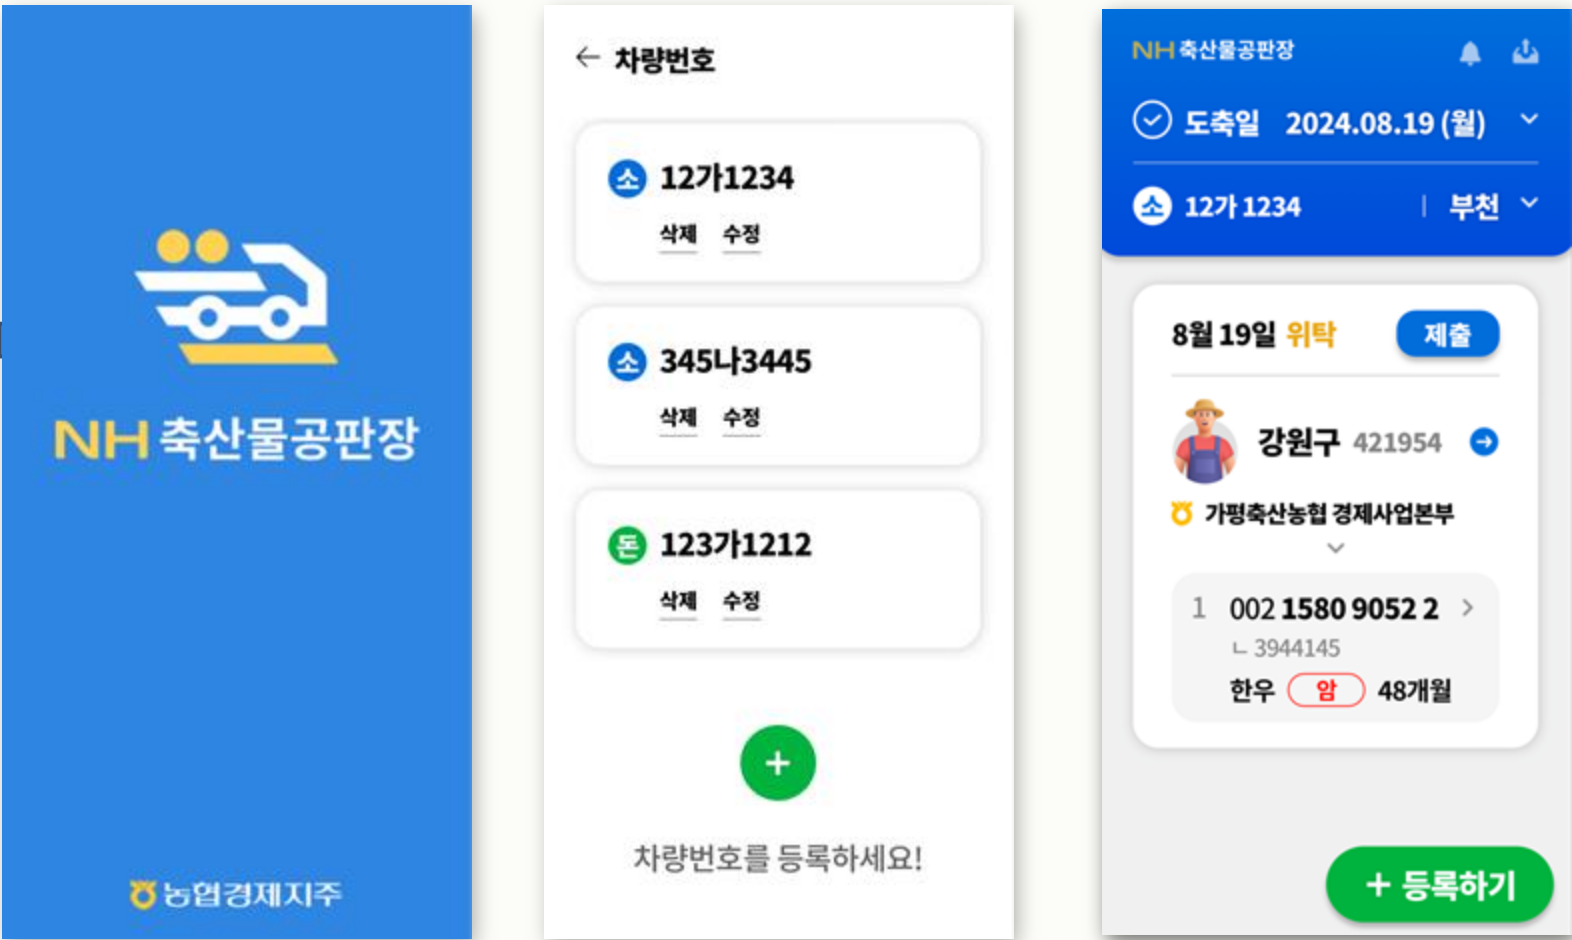 NH 축산물공판장
농협경제지주
← 차량번호
소 12가1234
삭제 수정
소 345나3445
삭제 수정
돈 123가1212
삭제 수정
+
차량번호를 등록하세요!
NH 축산물공판장
도축일 2024.08.19 (월)
소 12가 1234 | 부천
8월 19일 위탁 제출
강원구 421954
가평축산농협 경제사업본부
1 002 1580 9052 2 >
ㄴ 3944145
한우 암 48개월
+ 등록하기